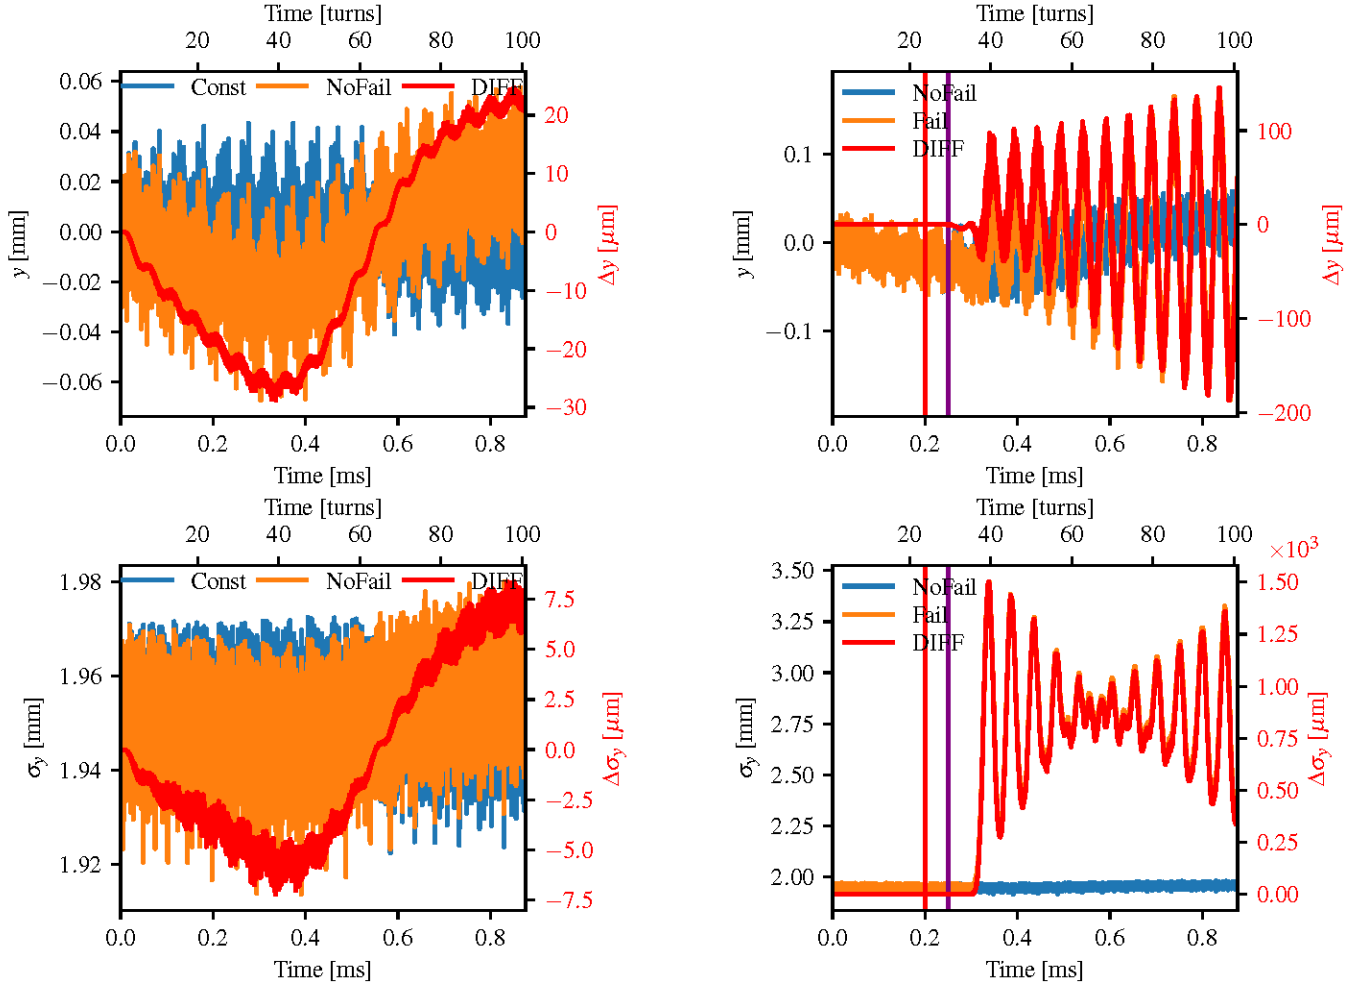 Time [turns]
20 40 60 80 100
Const NoFail DIFF
0.06
0.04
0.02
0.00
−0.02
−0.04
−0.06
y [mm]
20
10
0
−10
−20
−30
Δy [μm]
0.0 0.2 0.4 0.6 0.8
Time [ms]
Time [turns]
20 40 60 80 100
NoFail
Fail
DIFF
0.1
0.0
−0.1
y [mm]
100
0
−100
−200
Δy [μm]
0.0 0.2 0.4 0.6 0.8
Time [ms]
Time [turns]
20 40 60 80 100
Const NoFail DIFF
1.98
1.96
1.94
1.92
σy [mm]
7.5
5.0
2.5
0.0
−2.5
−5.0
−7.5
Δσy [μm]
0.0 0.2 0.4 0.6 0.8
Time [ms]
Time [turns]
20 40 60 80 100
×10³
NoFail
Fail
DIFF
3.50
3.25
3.00
2.75
2.50
2.25
2.00
σy [mm]
1.50
1.25
1.00
0.75
0.50
0.25
0.00
Δσy [μm]
0.0 0.2 0.4 0.6 0.8
Time [ms]